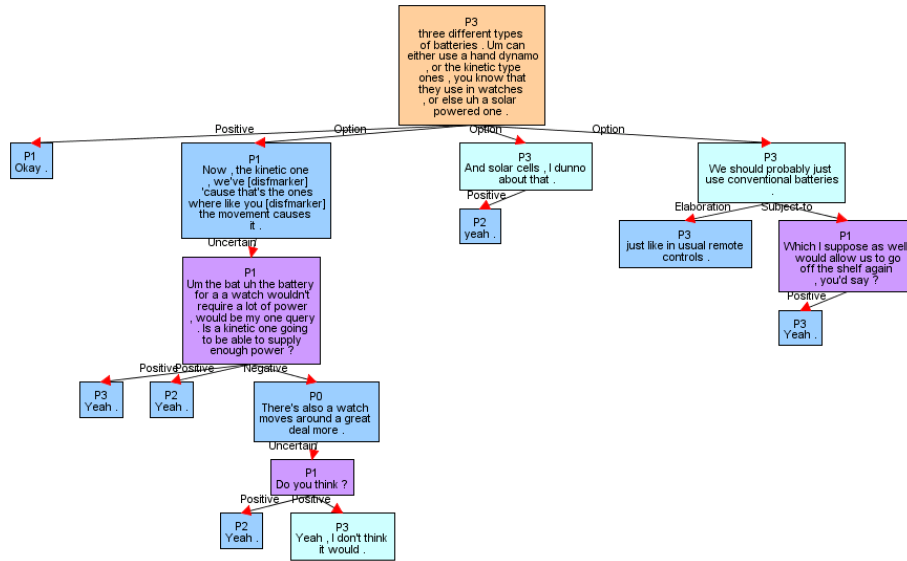 P3
three different types
of batteries . Um can
either use a hand dynamo
, or the kinetic type
ones , you know that
they use in watches
, or else uh a solar
powered one .
Positive
Option
Option
Option
P1
Okay .
P1
Now , the kinetic one
, we've [disfmarker]
'cause that's the ones
where like you [disfmarker]
the movement causes
it .
P3
And solar cells , I dunno
about that .
P3
We should probably just
use conventional batteries
.
Positive
Elaboration
Subject-to
P2
yeah .
P3
just like in usual remote
controls .
P1
Which I suppose as well
would allow us to go
off the shelf again
, you'd say ?
Uncertain
P1
Um the bat uh the battery
for a a watch wouldn't
require a lot of power
, would be my one query
. Is a kinetic one going
to be able to supply
enough power ?
Positive
P3
Yeah .
Positive
Positive
Negative
P3
Yeah .
P2
Yeah .
P0
There's also a watch
moves around a great
deal more .
Uncertain
P1
Do you think ?
Positive
Positive
P2
Yeah .
P3
Yeah , I don't think
it would .